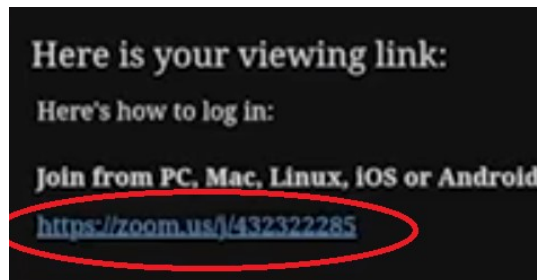 Here is your viewing link:
Here's how to log in:
Join from PC, Mac, Linux, iOS or Android
https://zoom.us/j/432322285